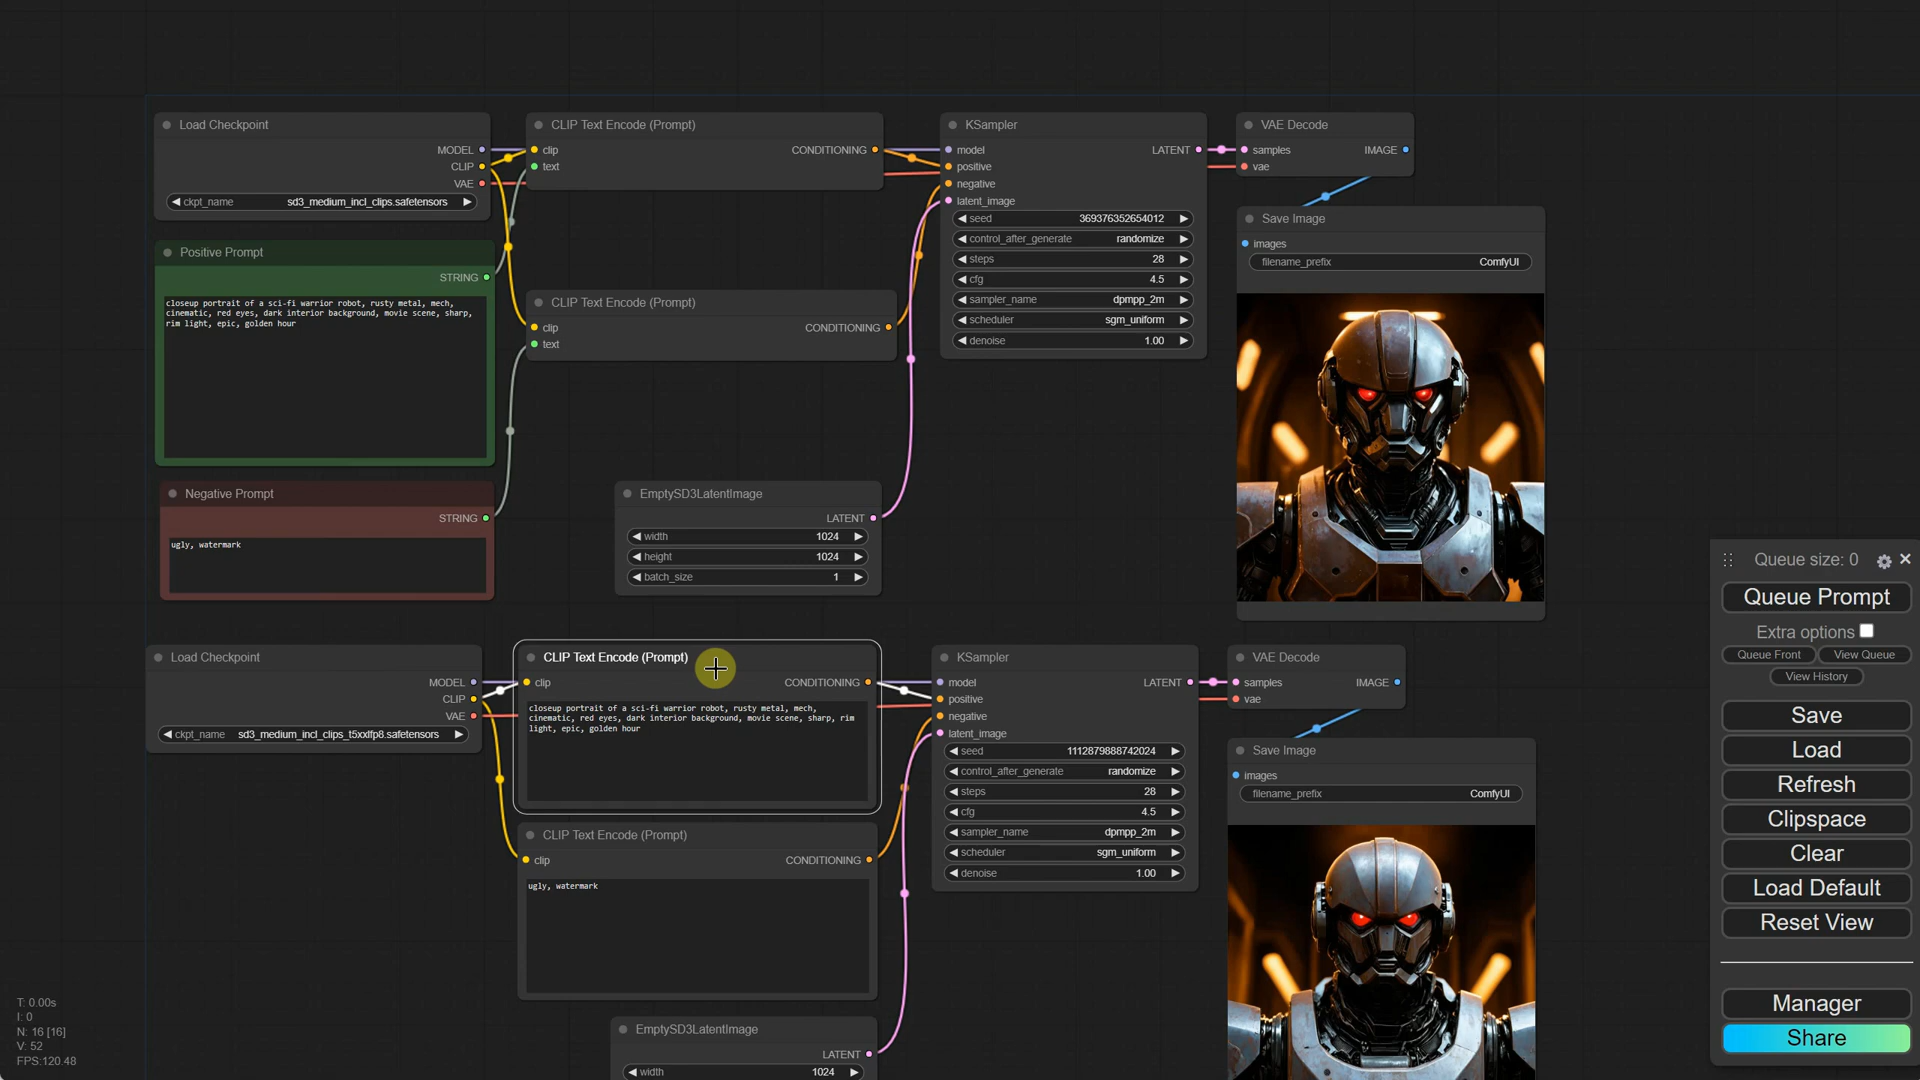 Load Checkpoint
MODEL
CLIP
VAE
ckpt_name sd3_medium_incl_clips.safetensors
Positive Prompt
STRING
closeup portrait of a sci-fi warrior robot, rusty metal, mech,
cinematic, red eyes, dark interior background, movie scene, sharp,
rim light, epic, golden hour
Negative Prompt
STRING
ugly, watermark
CLIP Text Encode (Prompt)
clip CONDITIONING
text
CLIP Text Encode (Prompt)
clip CONDITIONING
text
EmptySD3LatentImage
LATENT
width 1024
height 1024
batch_size 1
KSampler
model LATENT
positive
negative
latent_image
seed 369376352654012
control_after_generate randomize
steps 28
cfg 4.5
sampler_name dpmpp_2m
scheduler sgm_uniform
denoise 1.00
VAE Decode
samples IMAGE
vae
Save Image
images
filename_prefix ComfyUI
Load Checkpoint
MODEL
CLIP
VAE
ckpt_name sd3_medium_incl_clips_t5xxlfp8.safetensors
CLIP Text Encode (Prompt)
clip CONDITIONING
closeup portrait of a sci-fi warrior robot, rusty metal, mech,
cinematic, red eyes, dark interior background, movie scene, sharp, rim
light, epic, golden hour
CLIP Text Encode (Prompt)
clip CONDITIONING
ugly, watermark
EmptySD3LatentImage
LATENT
width 1024
KSampler
model LATENT
positive
negative
latent_image
seed 1112879888742024
control_after_generate randomize
steps 28
cfg 4.5
sampler_name dpmpp_2m
scheduler sgm_uniform
denoise 1.00
VAE Decode
samples IMAGE
vae
Save Image
images
filename_prefix ComfyUI
Queue size: 0
Queue Prompt
Extra options
Queue Front View Queue
View History
Save
Load
Refresh
Clipspace
Clear
Load Default
Reset View
Manager
Share
T: 0.00s
I: 0
N: 16 [16]
V: 52
FPS:120.48